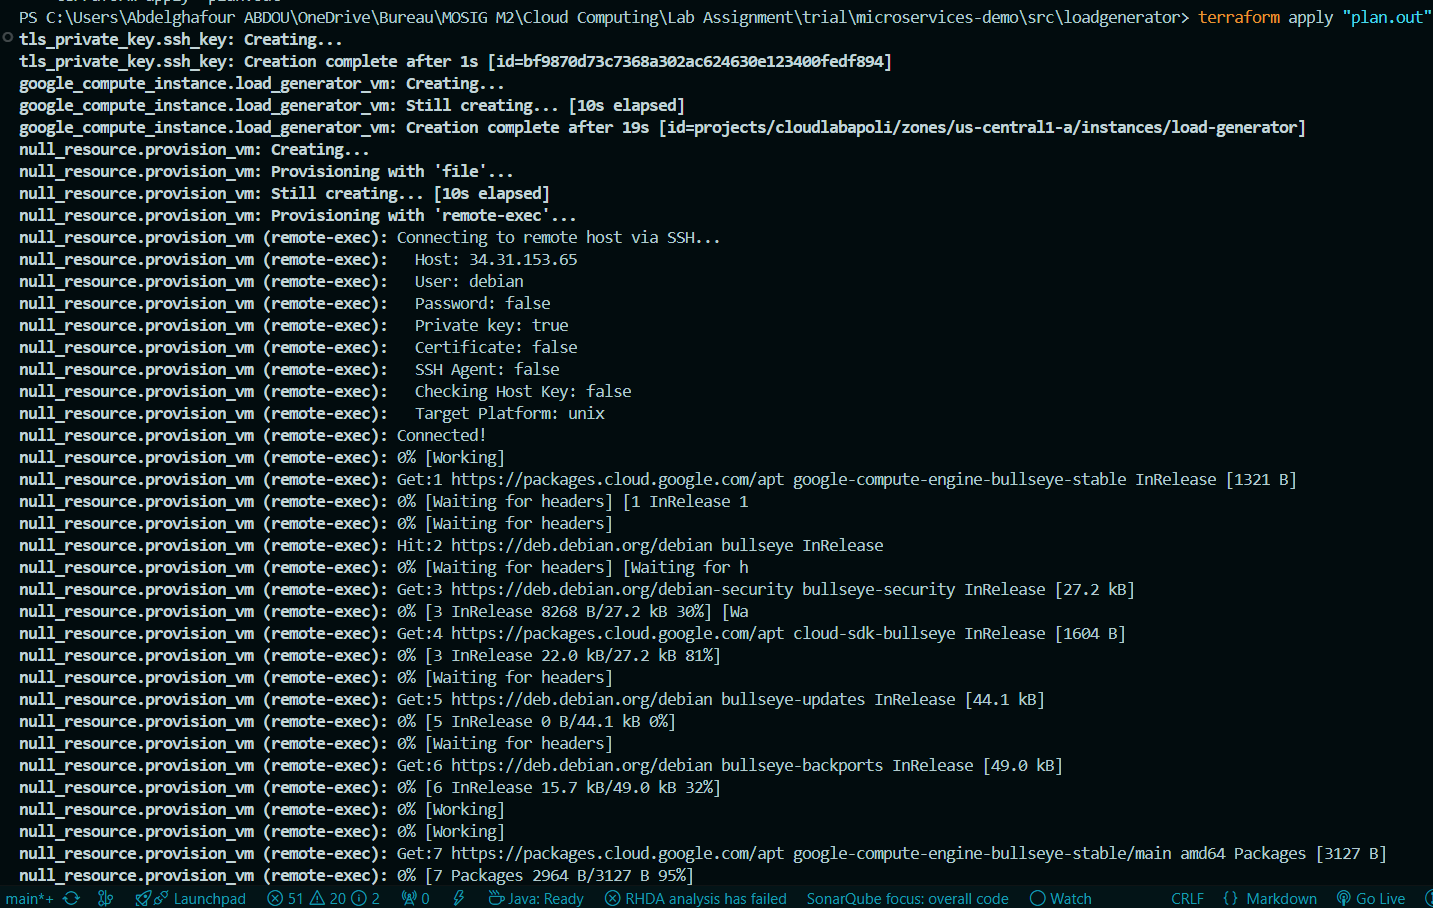 PS C:\Users\Abdelghafour ABDOU\OneDrive\Bureau\MOSIG M2\Cloud Computing\Lab Assignment\trial\microservices-demo\src\loadgenerator> terraform apply "plan.out"
tls_private_key.ssh_key: Creating...
tls_private_key.ssh_key: Creation complete after 1s [id=bf9870d73c7368a302ac624630e123400fedf894]
google_compute_instance.load_generator_vm: Creating...
google_compute_instance.load_generator_vm: Still creating... [10s elapsed]
google_compute_instance.load_generator_vm: Creation complete after 19s [id=projects/cloudlabapoli/zones/us-central1-a/instances/load-generator]
null_resource.provision_vm: Creating...
null_resource.provision_vm: Provisioning with 'file'...
null_resource.provision_vm: Still creating... [10s elapsed]
null_resource.provision_vm: Provisioning with 'remote-exec'...
null_resource.provision_vm (remote-exec): Connecting to remote host via SSH...
null_resource.provision_vm (remote-exec):   Host: 34.31.153.65
null_resource.provision_vm (remote-exec):   User: debian
null_resource.provision_vm (remote-exec):   Password: false
null_resource.provision_vm (remote-exec):   Private key: true
null_resource.provision_vm (remote-exec):   Certificate: false
null_resource.provision_vm (remote-exec):   SSH Agent: false
null_resource.provision_vm (remote-exec):   Checking Host Key: false
null_resource.provision_vm (remote-exec):   Target Platform: unix
null_resource.provision_vm (remote-exec): Connected!
null_resource.provision_vm (remote-exec): 0% [Working]
null_resource.provision_vm (remote-exec): Get:1 https://packages.cloud.google.com/apt google-compute-engine-bullseye-stable InRelease [1321 B]
null_resource.provision_vm (remote-exec): 0% [Waiting for headers] [1 InRelease 1
null_resource.provision_vm (remote-exec): 0% [Waiting for headers]
null_resource.provision_vm (remote-exec): Hit:2 https://deb.debian.org/debian bullseye InRelease
null_resource.provision_vm (remote-exec): 0% [Waiting for headers] [Waiting for h
null_resource.provision_vm (remote-exec): Get:3 https://deb.debian.org/debian-security bullseye-security InRelease [27.2 kB]
null_resource.provision_vm (remote-exec): 0% [3 InRelease 8268 B/27.2 kB 30%] [Wa
null_resource.provision_vm (remote-exec): Get:4 https://packages.cloud.google.com/apt cloud-sdk-bullseye InRelease [1604 B]
null_resource.provision_vm (remote-exec): 0% [3 InRelease 22.0 kB/27.2 kB 81%]
null_resource.provision_vm (remote-exec): 0% [Waiting for headers]
null_resource.provision_vm (remote-exec): Get:5 https://deb.debian.org/debian bullseye-updates InRelease [44.1 kB]
null_resource.provision_vm (remote-exec): 0% [5 InRelease 0 B/44.1 kB 0%]
null_resource.provision_vm (remote-exec): 0% [Waiting for headers]
null_resource.provision_vm (remote-exec): Get:6 https://deb.debian.org/debian bullseye-backports InRelease [49.0 kB]
null_resource.provision_vm (remote-exec): 0% [6 InRelease 15.7 kB/49.0 kB 32%]
null_resource.provision_vm (remote-exec): 0% [Working]
null_resource.provision_vm (remote-exec): 0% [Working]
null_resource.provision_vm (remote-exec): Get:7 https://packages.cloud.google.com/apt google-compute-engine-bullseye-stable/main amd64 Packages [3127 B]
null_resource.provision_vm (remote-exec): 0% [7 Packages 2964 B/3127 B 95%]
main*+ Launchpad 51 20 2 0 Java: Ready RHDA analysis has failed SonarQube focus: overall code Watch CRLF {} Markdown Go Live